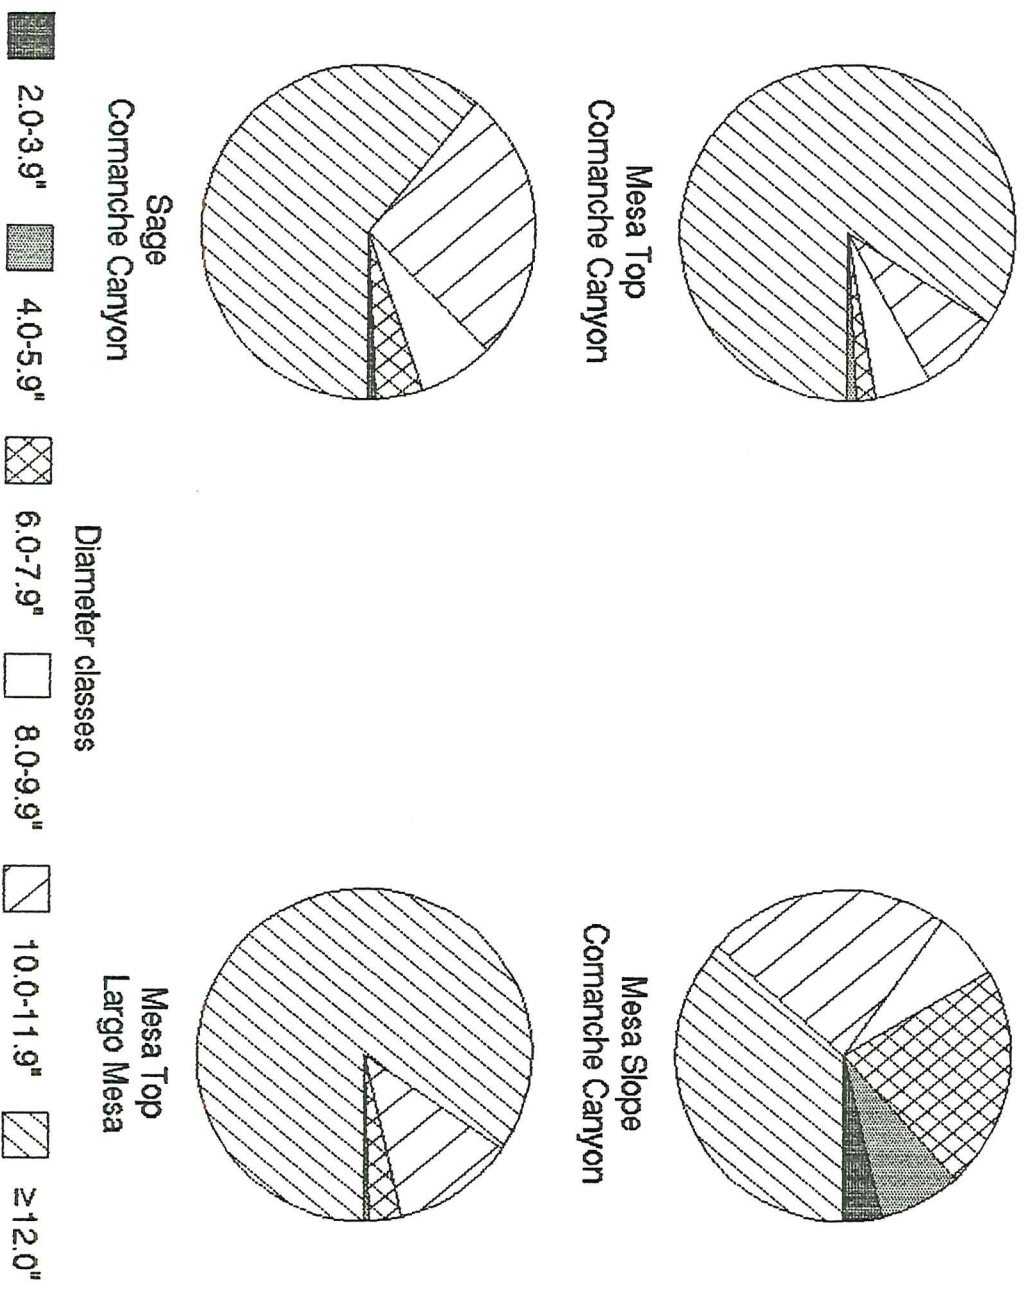 Mesa Top
Comanche Canyon
Mesa Slope
Comanche Canyon
Sage
Comanche Canyon
Mesa Top
Largo Mesa
Diameter classes
2.0-3.9" 4.0-5.9" 6.0-7.9" 8.0-9.9" 10.0-11.9" ≥12.0"